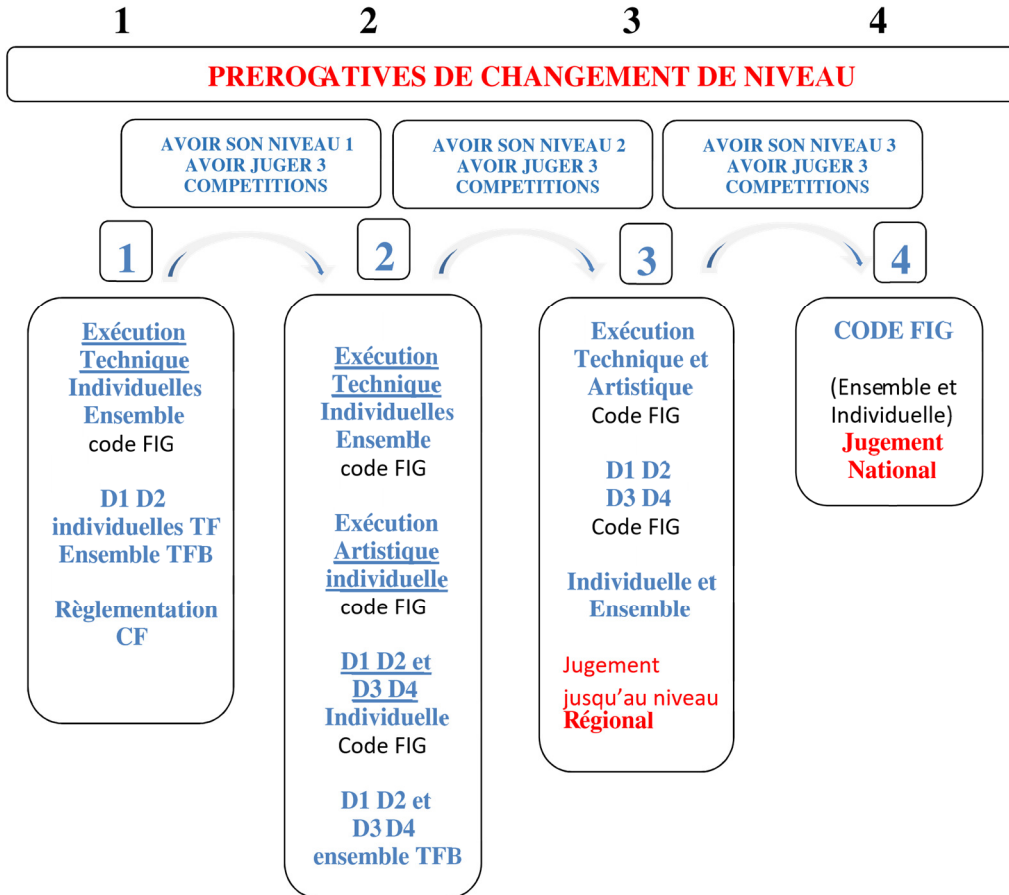 1 2 3 4
PREROGATIVES DE CHANGEMENT DE NIVEAU
AVOIR SON NIVEAU 1
AVOIR JUGER 3
COMPETITIONS
AVOIR SON NIVEAU 2
AVOIR JUGER 3
COMPETITIONS
AVOIR SON NIVEAU 3
AVOIR JUGER 3
COMPETITIONS
1
Exécution
Technique
Individuelles
Ensemble
code FIG
D1 D2
individuelles TF
Ensemble TFB
Règlementation
CF
2
Exécution
Technique
Individuelles
Ensemble
code FIG
Exécution
Artistique
individuelle
code FIG
D1 D2 et
D3 D4
Individuelle
Code FIG
D1 D2 et
D3 D4
ensemble TFB
3
Exécution
Technique et
Artistique
Code FIG
D1 D2
D3 D4
Code FIG
Individuelle et
Ensemble
Jugement
jusqu'au niveau
Régional
4
CODE FIG
(Ensemble et
Individuelle)
Jugement
National